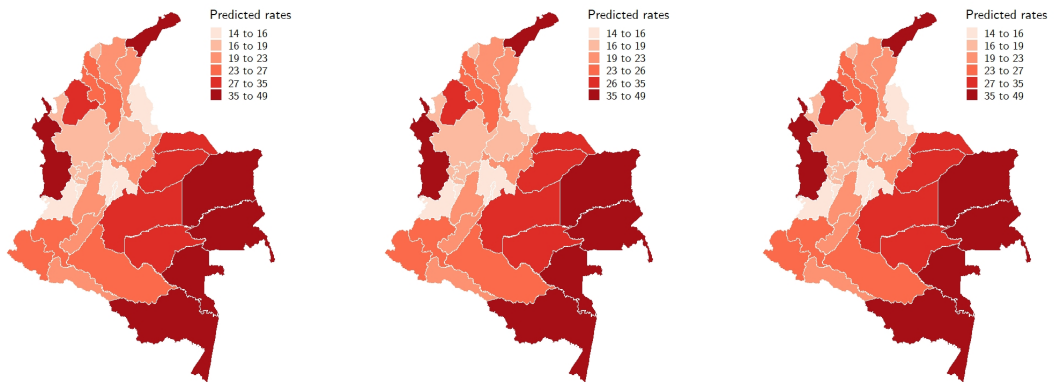 Predicted rates
14 to 16
16 to 19
19 to 23
23 to 27
27 to 35
35 to 49
Predicted rates
14 to 16
16 to 19
19 to 23
23 to 26
26 to 35
35 to 49
Predicted rates
14 to 16
16 to 19
19 to 23
23 to 27
27 to 35
35 to 49